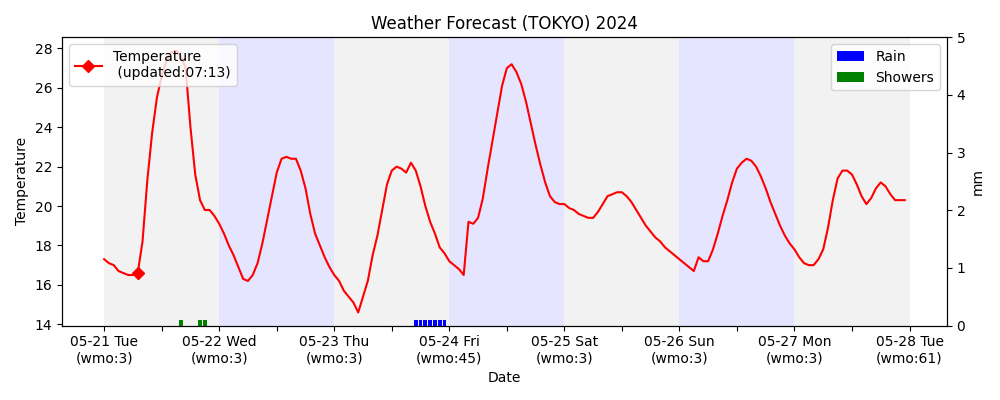 Weather Forecast (TOKYO) 2024
Temperature
(updated:07:13)
Rain
Showers
28
26
24
22
20
18
16
14
Temperature
5
4
3
2
1
0
mm
05-21 Tue
(wmo:3)
05-22 Wed
(wmo:3)
05-23 Thu
(wmo:3)
05-24 Fri
(wmo:45)
05-25 Sat
(wmo:3)
05-26 Sun
(wmo:3)
05-27 Mon
(wmo:3)
05-28 Tue
(wmo:61)
Date